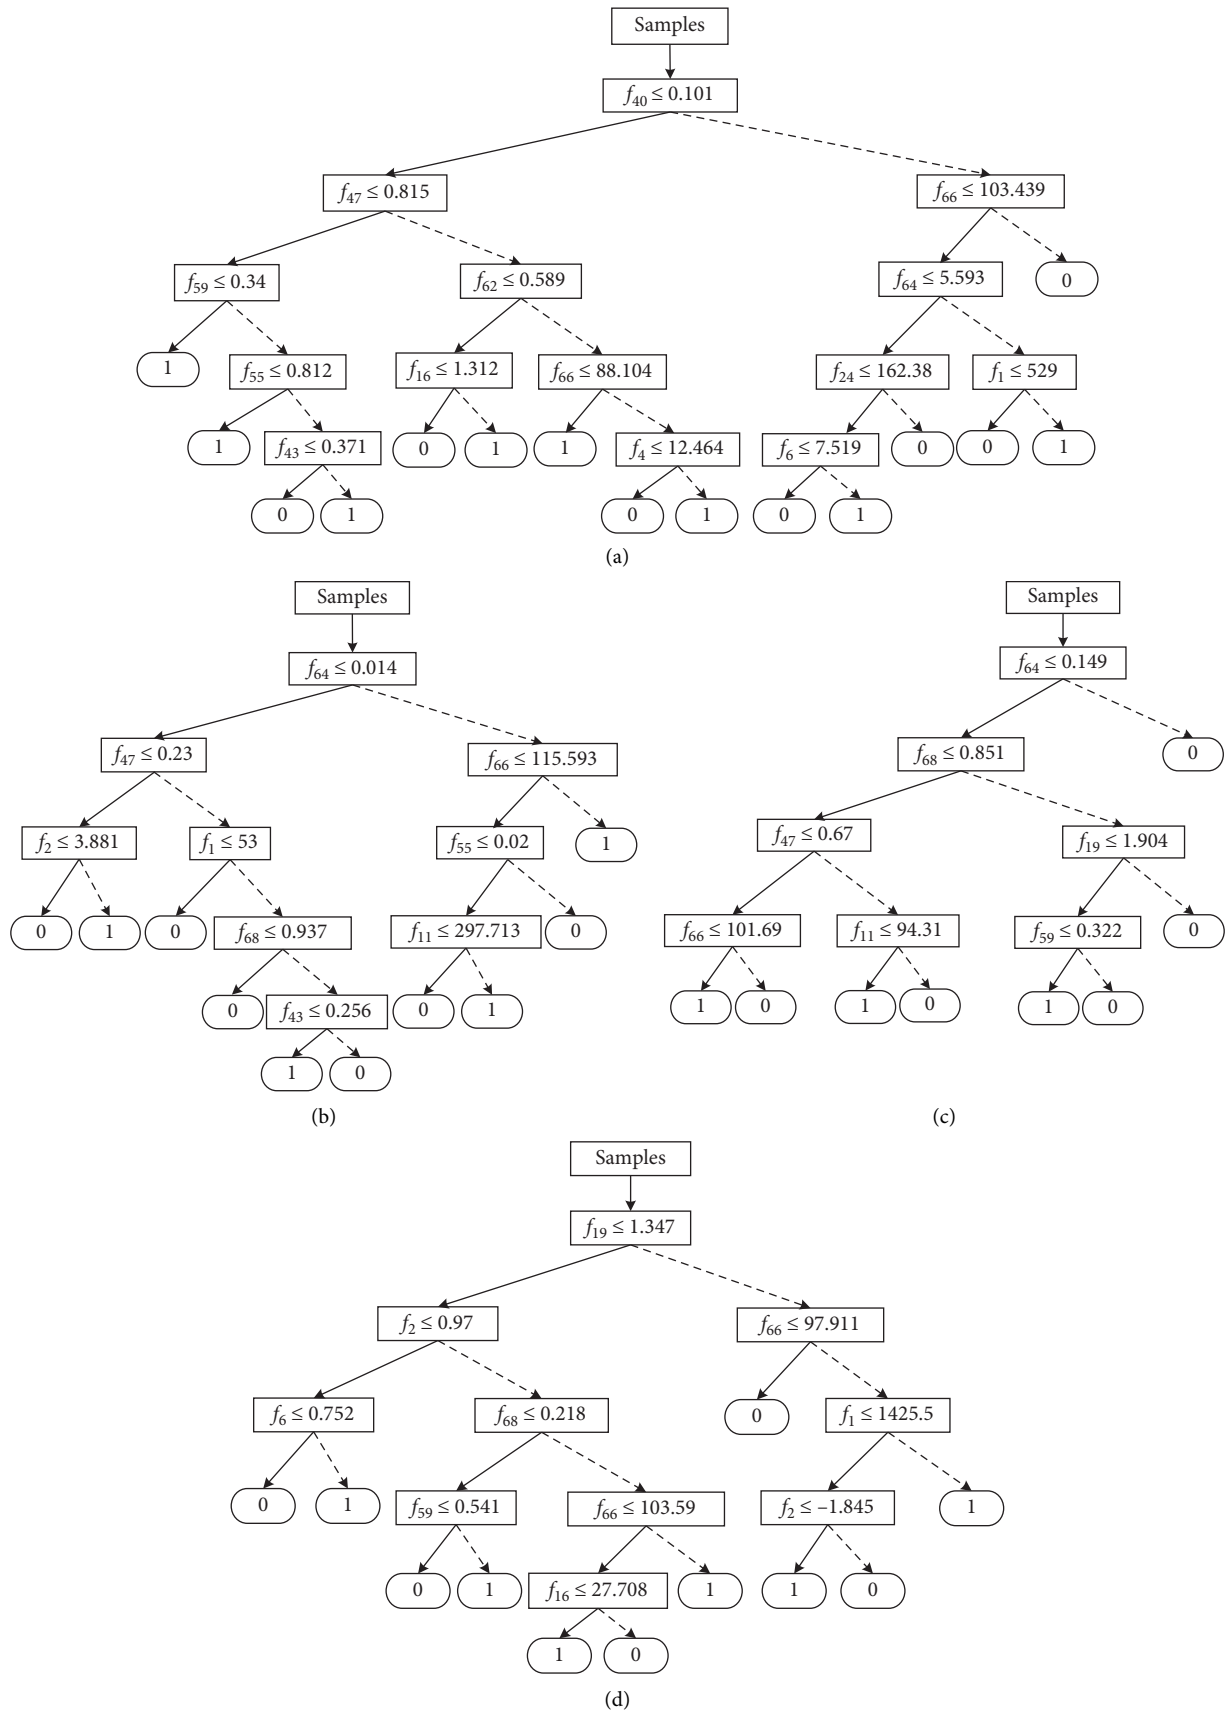 Samples
f40 ≤ 0.101
f47 ≤ 0.815 f66 ≤ 103.439
f59 ≤ 0.34 f62 ≤ 0.589 f64 ≤ 5.593 0
1 f55 ≤ 0.812 f16 ≤ 1.312 f66 ≤ 88.104 f24 ≤ 162.38 f1 ≤ 529
1 f43 ≤ 0.371 0 1 1 f4 ≤ 12.464 f6 ≤ 7.519 0 0 1
0 1 0 1 0 1
(a)
Samples
f64 ≤ 0.014
f47 ≤ 0.23 f66 ≤ 115.593
f2 ≤ 3.881 f1 ≤ 53 f55 ≤ 0.02 1
0 1 0 f68 ≤ 0.937 f11 ≤ 297.713 0
0 f43 ≤ 0.256 0 1
1 0
(b)
Samples
f64 ≤ 0.149
f68 ≤ 0.851 0
f47 ≤ 0.67 f19 ≤ 1.904
f66 ≤ 101.69 f11 ≤ 94.31 f59 ≤ 0.322 0
1 0 1 0 1 0
(c)
Samples
f19 ≤ 1.347
f2 ≤ 0.97 f66 ≤ 97.911
f6 ≤ 0.752 f68 ≤ 0.218 0 f1 ≤ 1425.5
0 1 f59 ≤ 0.541 f66 ≤ 103.59 f2 ≤ –1.845 1
0 1 f16 ≤ 27.708 1 1 0
1 0
(d)